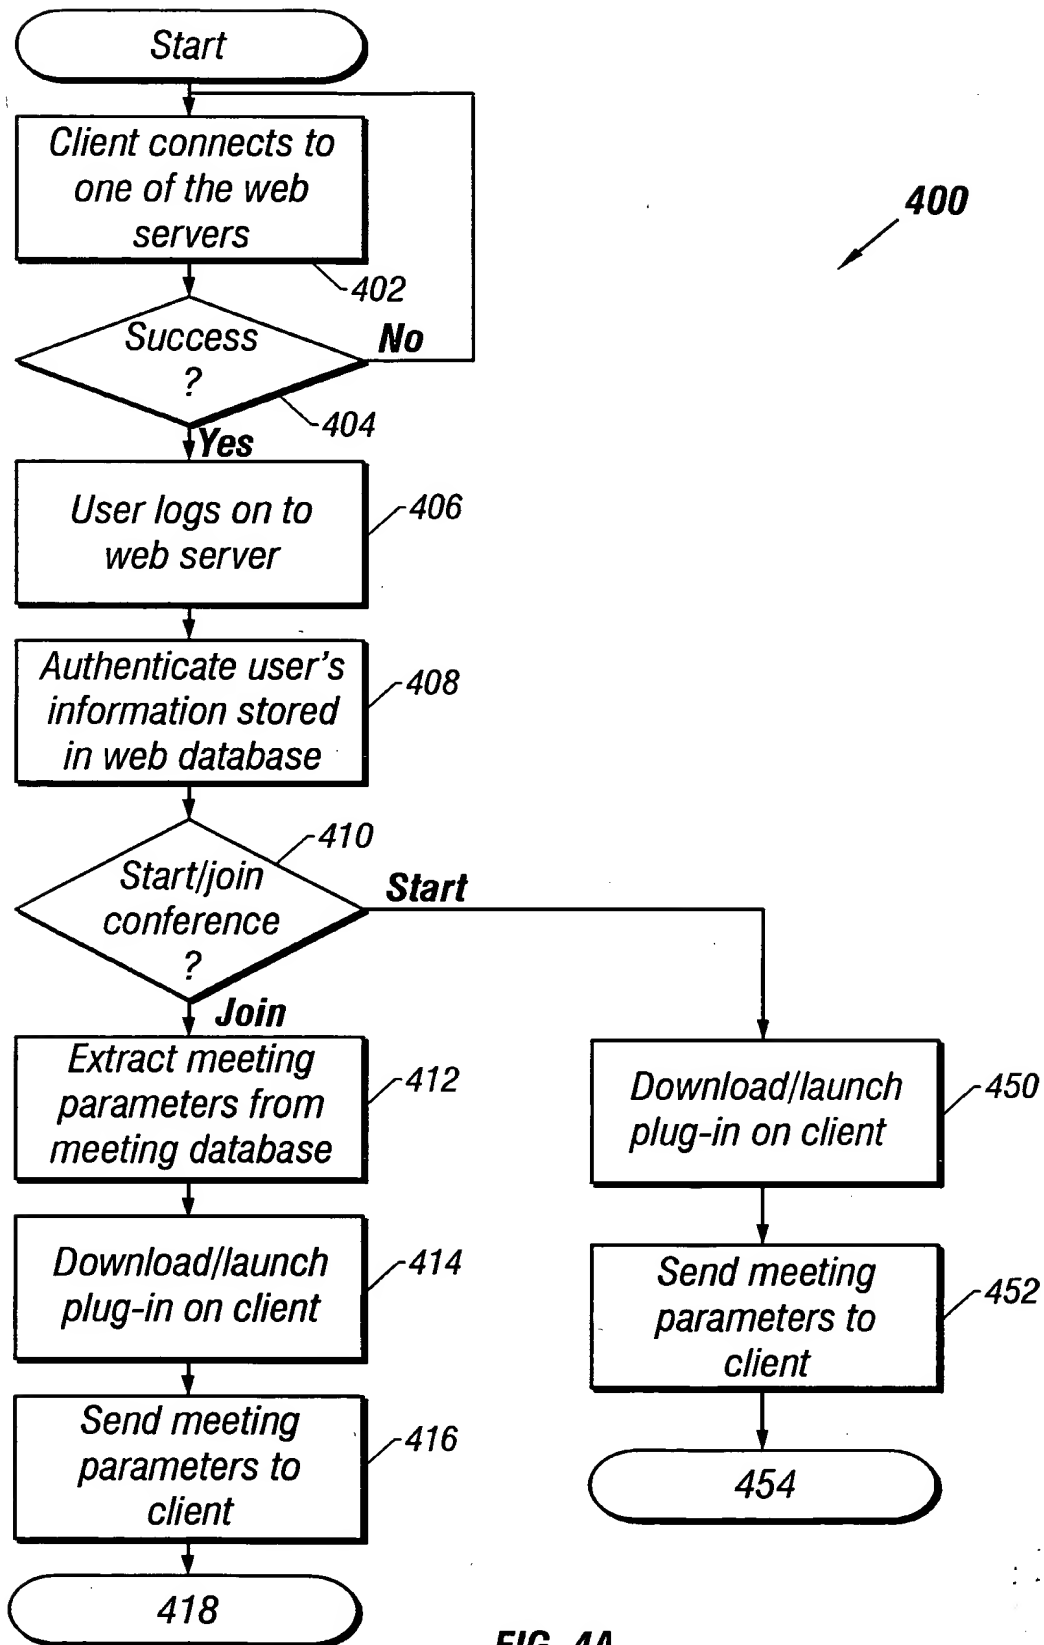 Start
Client connects to
one of the web
servers
402
400
Success
?
No
404
Yes
User logs on to
web server
406
Authenticate user's
information stored
in web database
408
410
Start/join
conference
?
Start
Join
Extract meeting
parameters from
meeting database
412
Download/launch
plug-in on client
450
Download/launch
plug-in on client
414
Send meeting
parameters to
client
452
Send meeting
parameters to
client
416
454
418
FIG. 4A